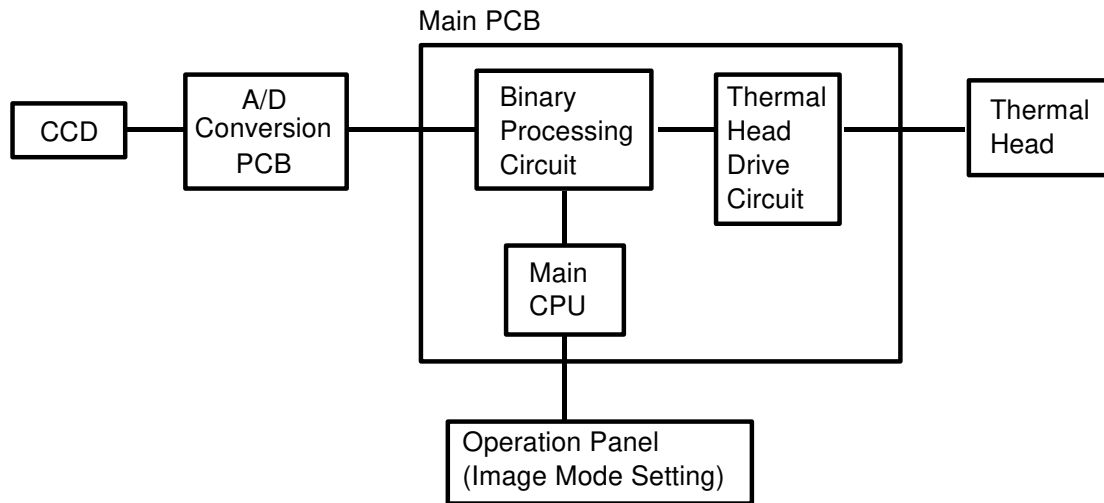 Main PCB
CCD
A/D
Conversion
PCB
Binary
Processing
Circuit
Thermal
Head
Drive
Circuit
Thermal
Head
Main
CPU
Operation Panel
(Image Mode Setting)